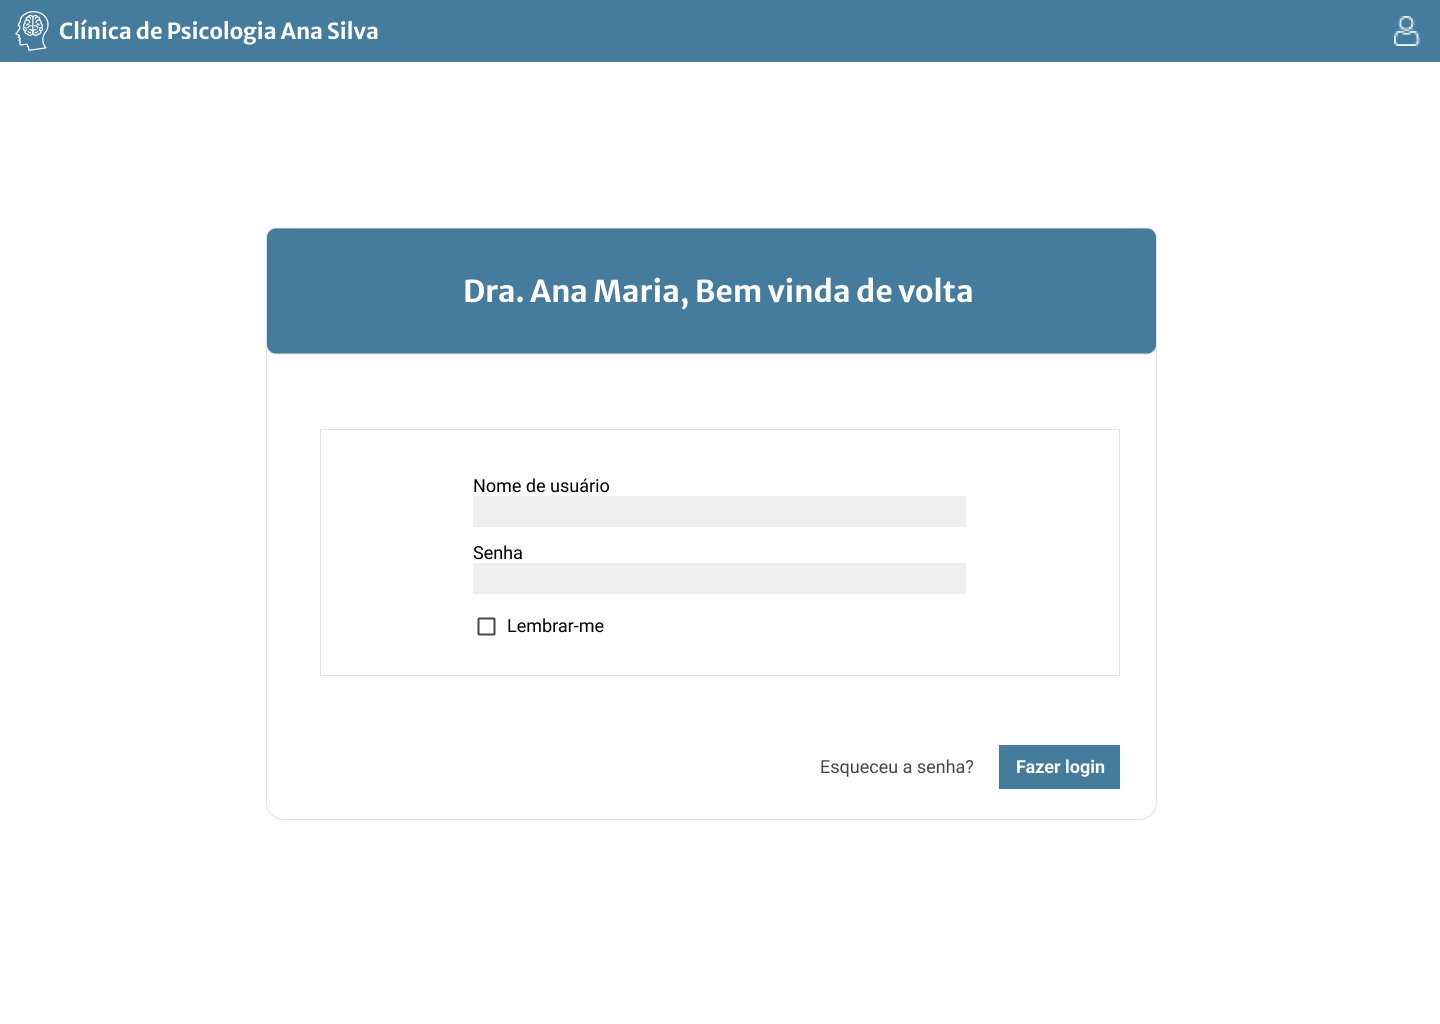 Clínica de Psicologia Ana Silva
Dra. Ana Maria, Bem vinda de volta
Nome de usuário
Senha
Lembrar-me
Esqueceu a senha?
Fazer login